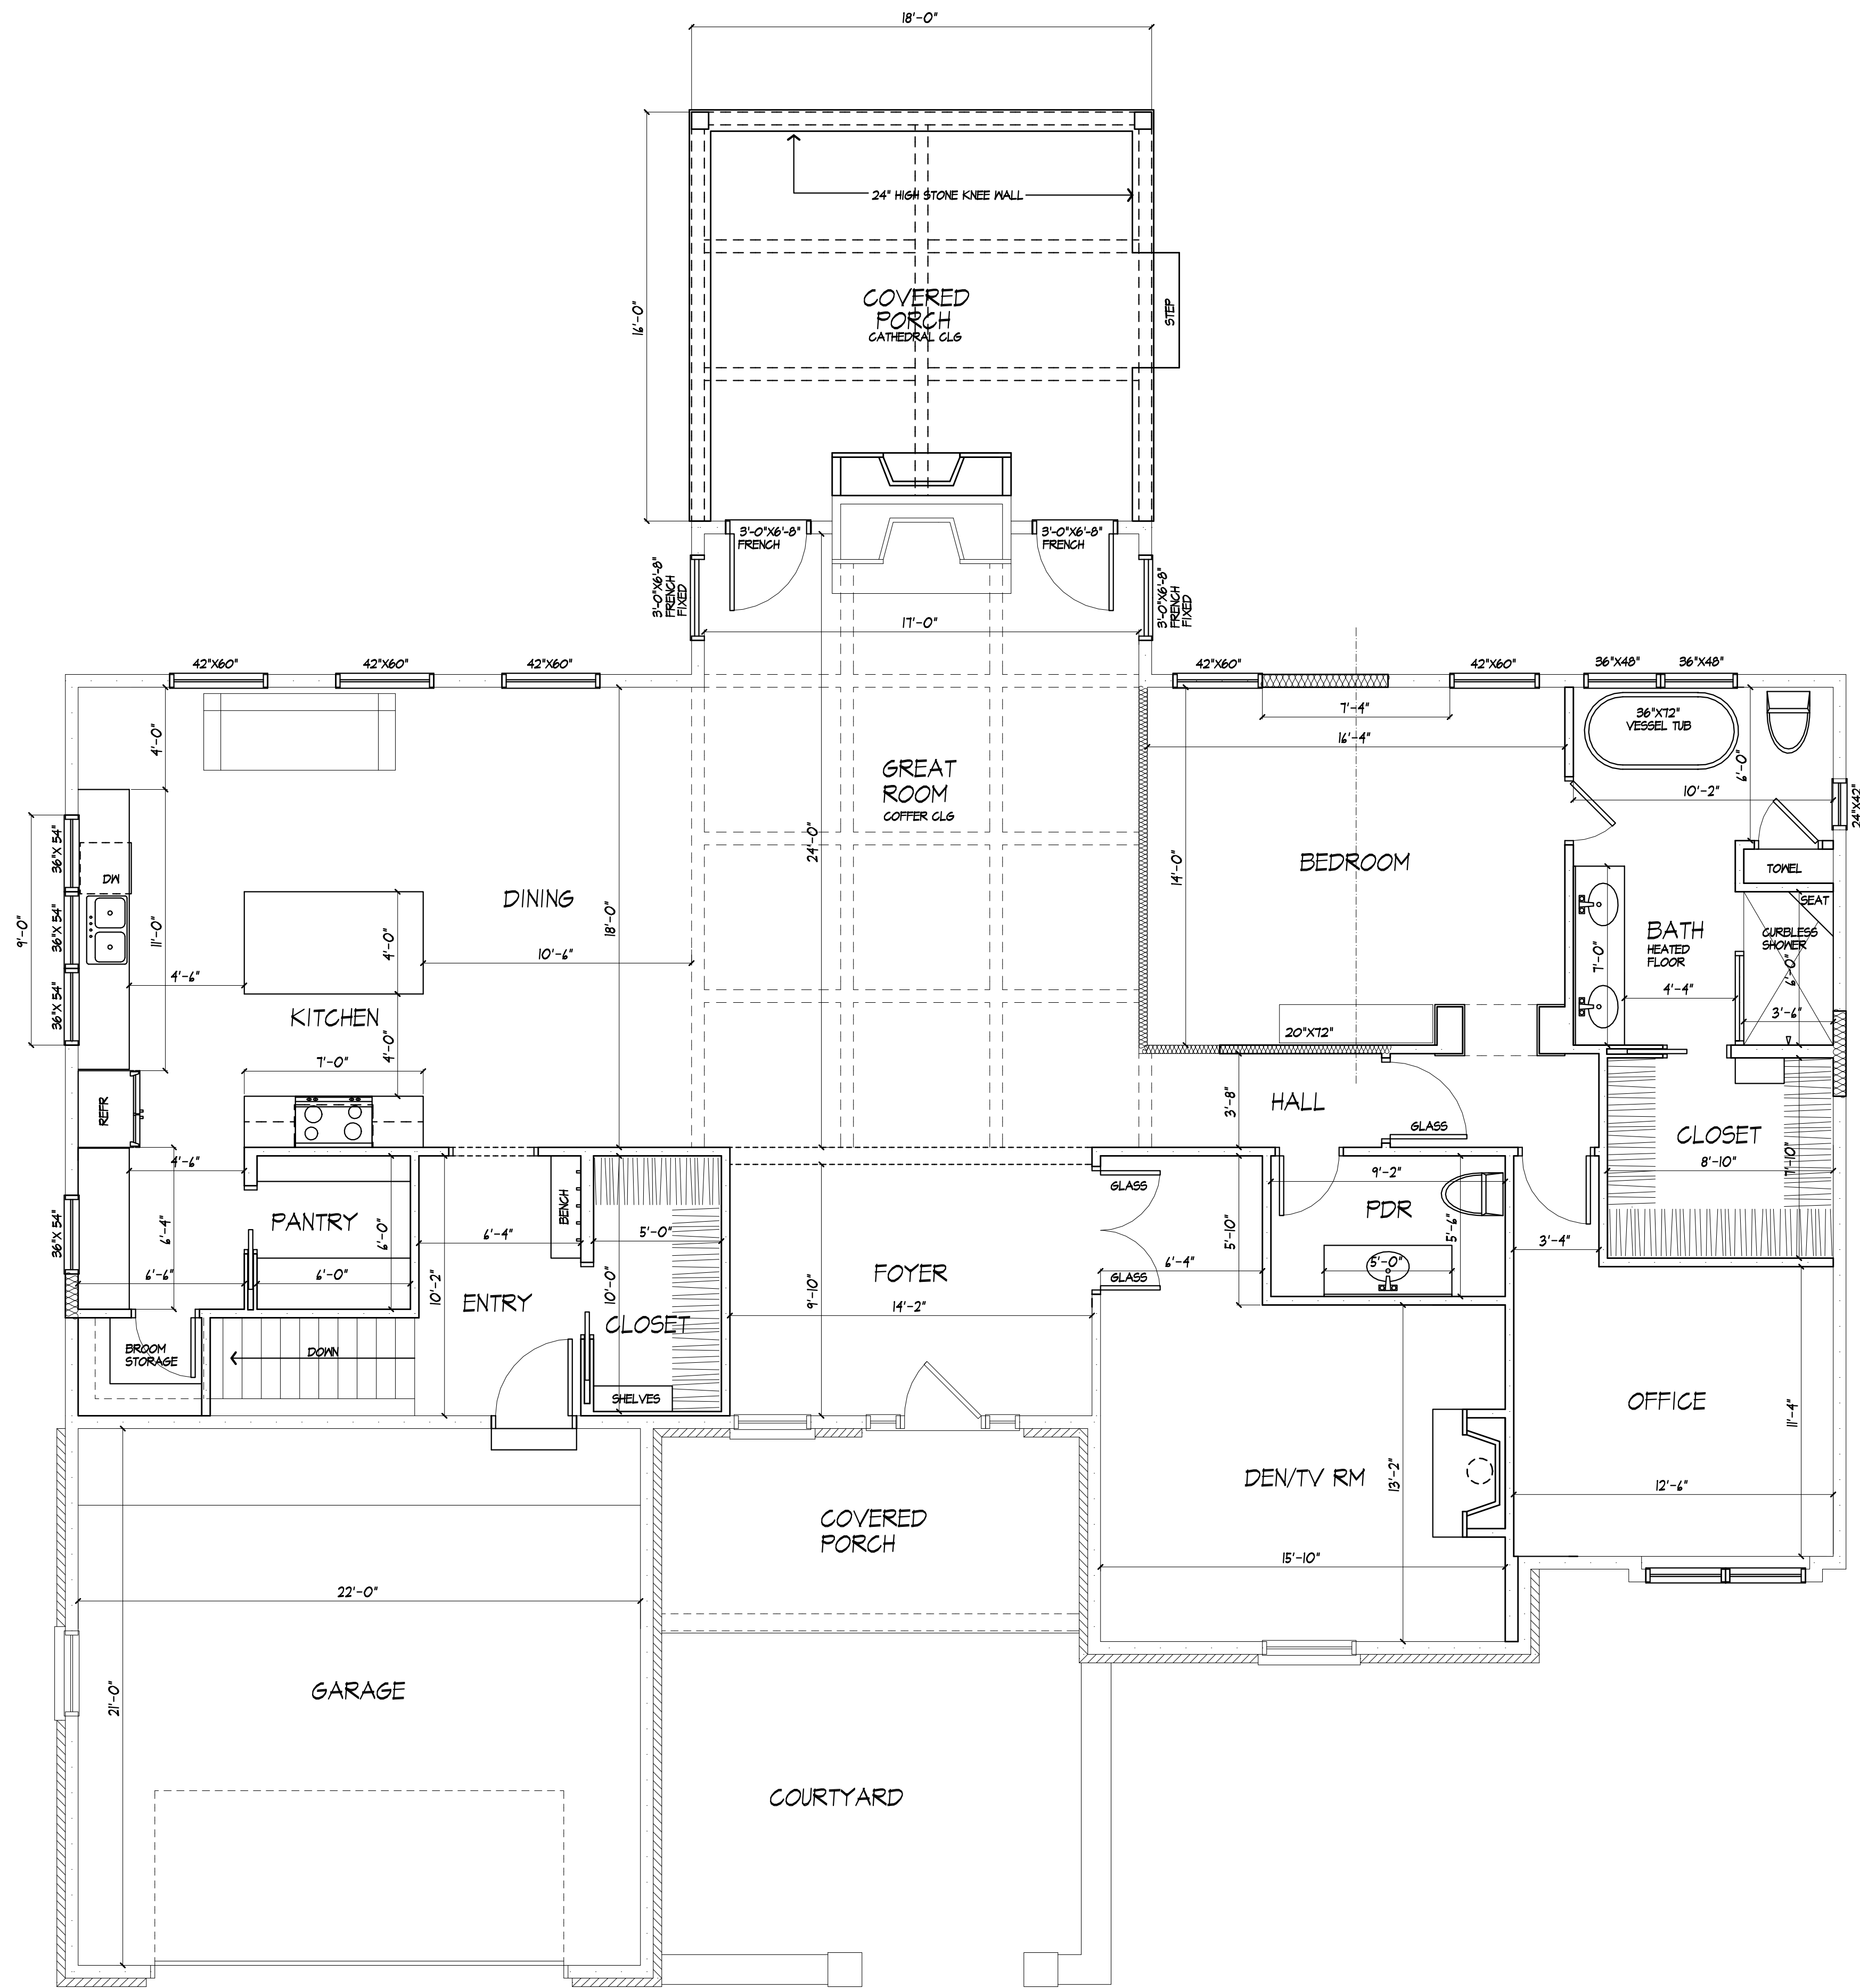 18'-0"
24" HIGH STONE KNEE WALL
16'-0"
COVERED
PORCH
CATHEDRAL CLG
STEP
3'-0"X6'-8"
FRENCH
3'-0"X6'-8"
FRENCH
3'-0"X6'-8"
FRENCH
FIXED
3'-0"X6'-8"
FRENCH
FIXED
17'-0"
42"X60"
42"X60"
42"X60"
42"X60"
42"X60"
36"X48"
36"X48"
7'-4"
16'-4"
36"X72"
VESSEL TUB
4'-0"
6'-0"
10'-2"
24"X42"
GREAT
ROOM
COFFER CLG
24'-0"
18'-0"
14'-0"
BEDROOM
TOWEL
SEAT
CURBLESS
SHOWER
6'-0"
3'-6"
BATH
HEATED
FLOOR
7'-0"
4'-4"
36"X 54"
36"X 54"
36"X 54"
9'-0"
DW
11'-0"
4'-6"
DINING
4'-0"
10'-6"
KITCHEN
4'-0"
7'-0"
20"X72"
REFR
HALL
3'-8"
GLASS
CLOSET
8'-10"
7'-10"
4'-6"
36"X 54"
6'-4"
6'-6"
PANTRY
6'-0"
6'-0"
BENCH
6'-4"
5'-0"
10'-2"
ENTRY
10'-0"
CLOSET
SHELVES
BROOM
STORAGE
DOWN
FOYER
9'-10"
14'-2"
GLASS
GLASS
6'-4"
5'-10"
9'-2"
PDR
5'-6"
5'-0"
3'-4"
OFFICE
11'-4"
12'-6"
DEN/TV RM
13'-2"
15'-10"
COVERED
PORCH
22'-0"
GARAGE
21'-0"
COURTYARD